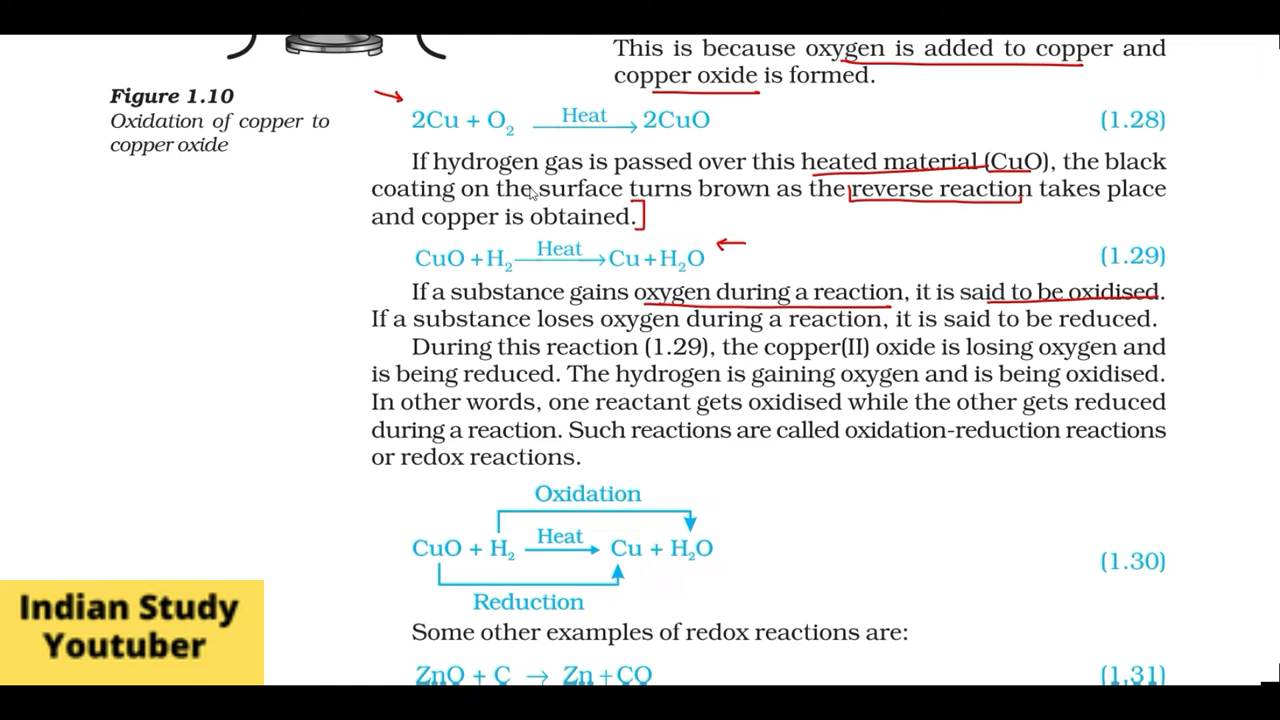 This is because oxygen is added to copper and
copper oxide is formed.
Figure 1.10
Oxidation of copper to
copper oxide
2Cu + O₂ Heat → 2CuO (1.28)
If hydrogen gas is passed over this heated material (CuO), the black
coating on the surface turns brown as the reverse reaction takes place
and copper is obtained.
CuO + H₂ Heat → Cu + H₂O (1.29)
If a substance gains oxygen during a reaction, it is said to be oxidised.
If a substance loses oxygen during a reaction, it is said to be reduced.
During this reaction (1.29), the copper(II) oxide is losing oxygen and
is being reduced. The hydrogen is gaining oxygen and is being oxidised.
In other words, one reactant gets oxidised while the other gets reduced
during a reaction. Such reactions are called oxidation-reduction reactions
or redox reactions.
Oxidation
CuO + H₂ Heat → Cu + H₂O (1.30)
Reduction
Some other examples of redox reactions are:
ZnO + C → Zn + CO (1.31)
Indian Study
Youtuber